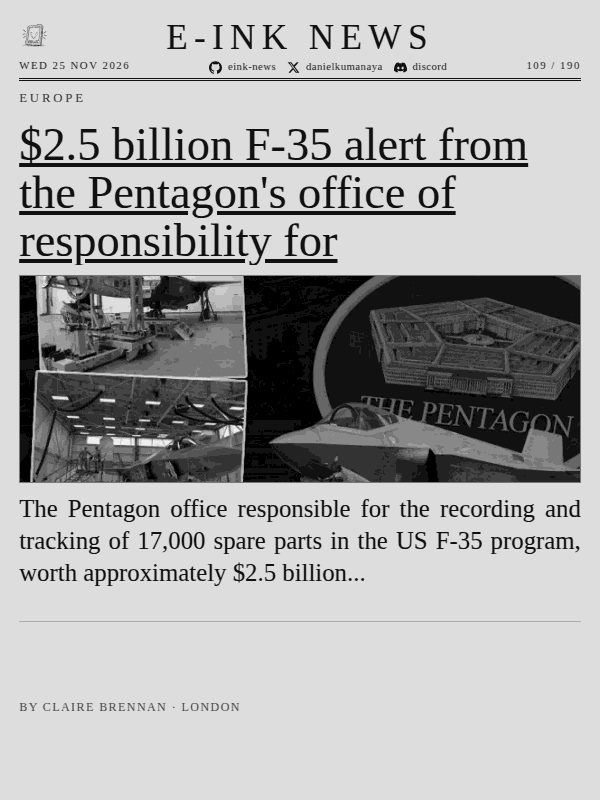 E-INK NEWS
WED 25 NOV 2026
eink-news danielkumanaya discord
109 / 190
EUROPE
$2.5 billion F-35 alert from
the Pentagon's office of
responsibility for
THE PENTAGON
The Pentagon office responsible for the recording and
tracking of 17,000 spare parts in the US F-35 program,
worth approximately $2.5 billion...
BY CLAIRE BRENNAN · LONDON